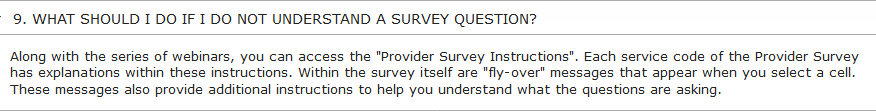 9. WHAT SHOULD I DO IF I DO NOT UNDERSTAND A SURVEY QUESTION?
Along with the series of webinars, you can access the "Provider Survey Instructions". Each service code of the Provider Survey
has explanations within these instructions. Within the survey itself are "fly-over" messages that appear when you select a cell.
These messages also provide additional instructions to help you understand what the questions are asking.